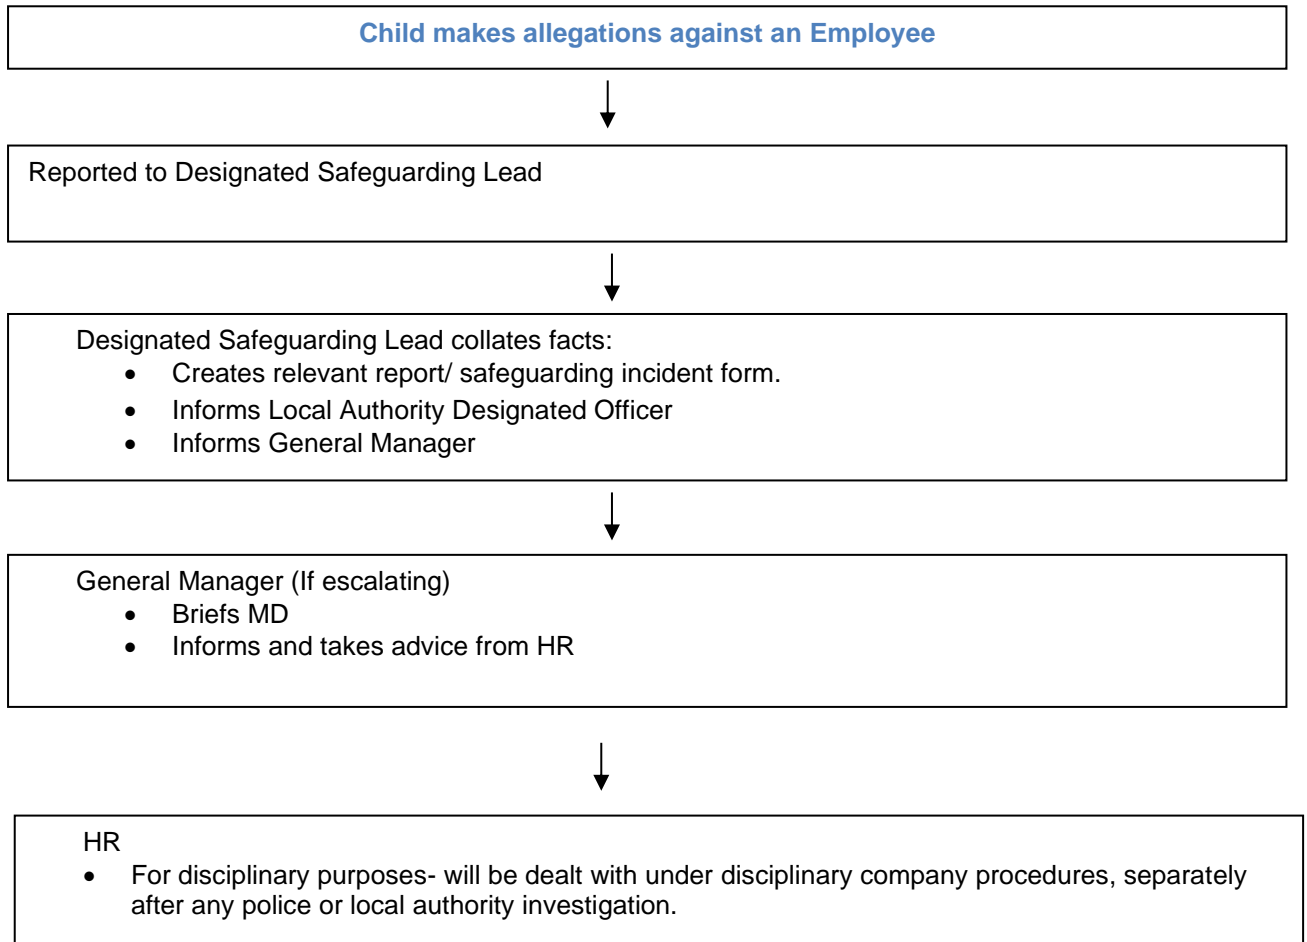 Child makes allegations against an Employee
Reported to Designated Safeguarding Lead
Designated Safeguarding Lead collates facts:
• Creates relevant report/ safeguarding incident form.
• Informs Local Authority Designated Officer
• Informs General Manager
General Manager (If escalating)
• Briefs MD
• Informs and takes advice from HR
HR
• For disciplinary purposes- will be dealt with under disciplinary company procedures, separately
after any police or local authority investigation.